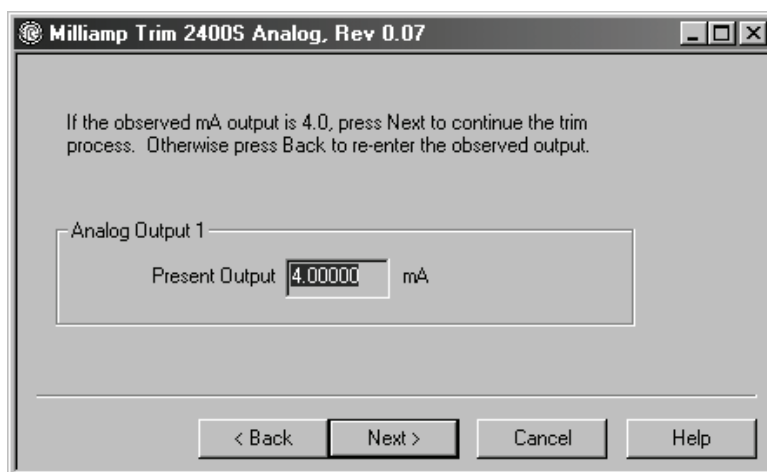 Milliamp Trim 2400S Analog, Rev 0.07
If the observed mA output is 4.0, press Next to continue the trim
process. Otherwise press Back to re-enter the observed output.
Analog Output 1
Present Output 4.00000 mA
< Back Next > Cancel Help